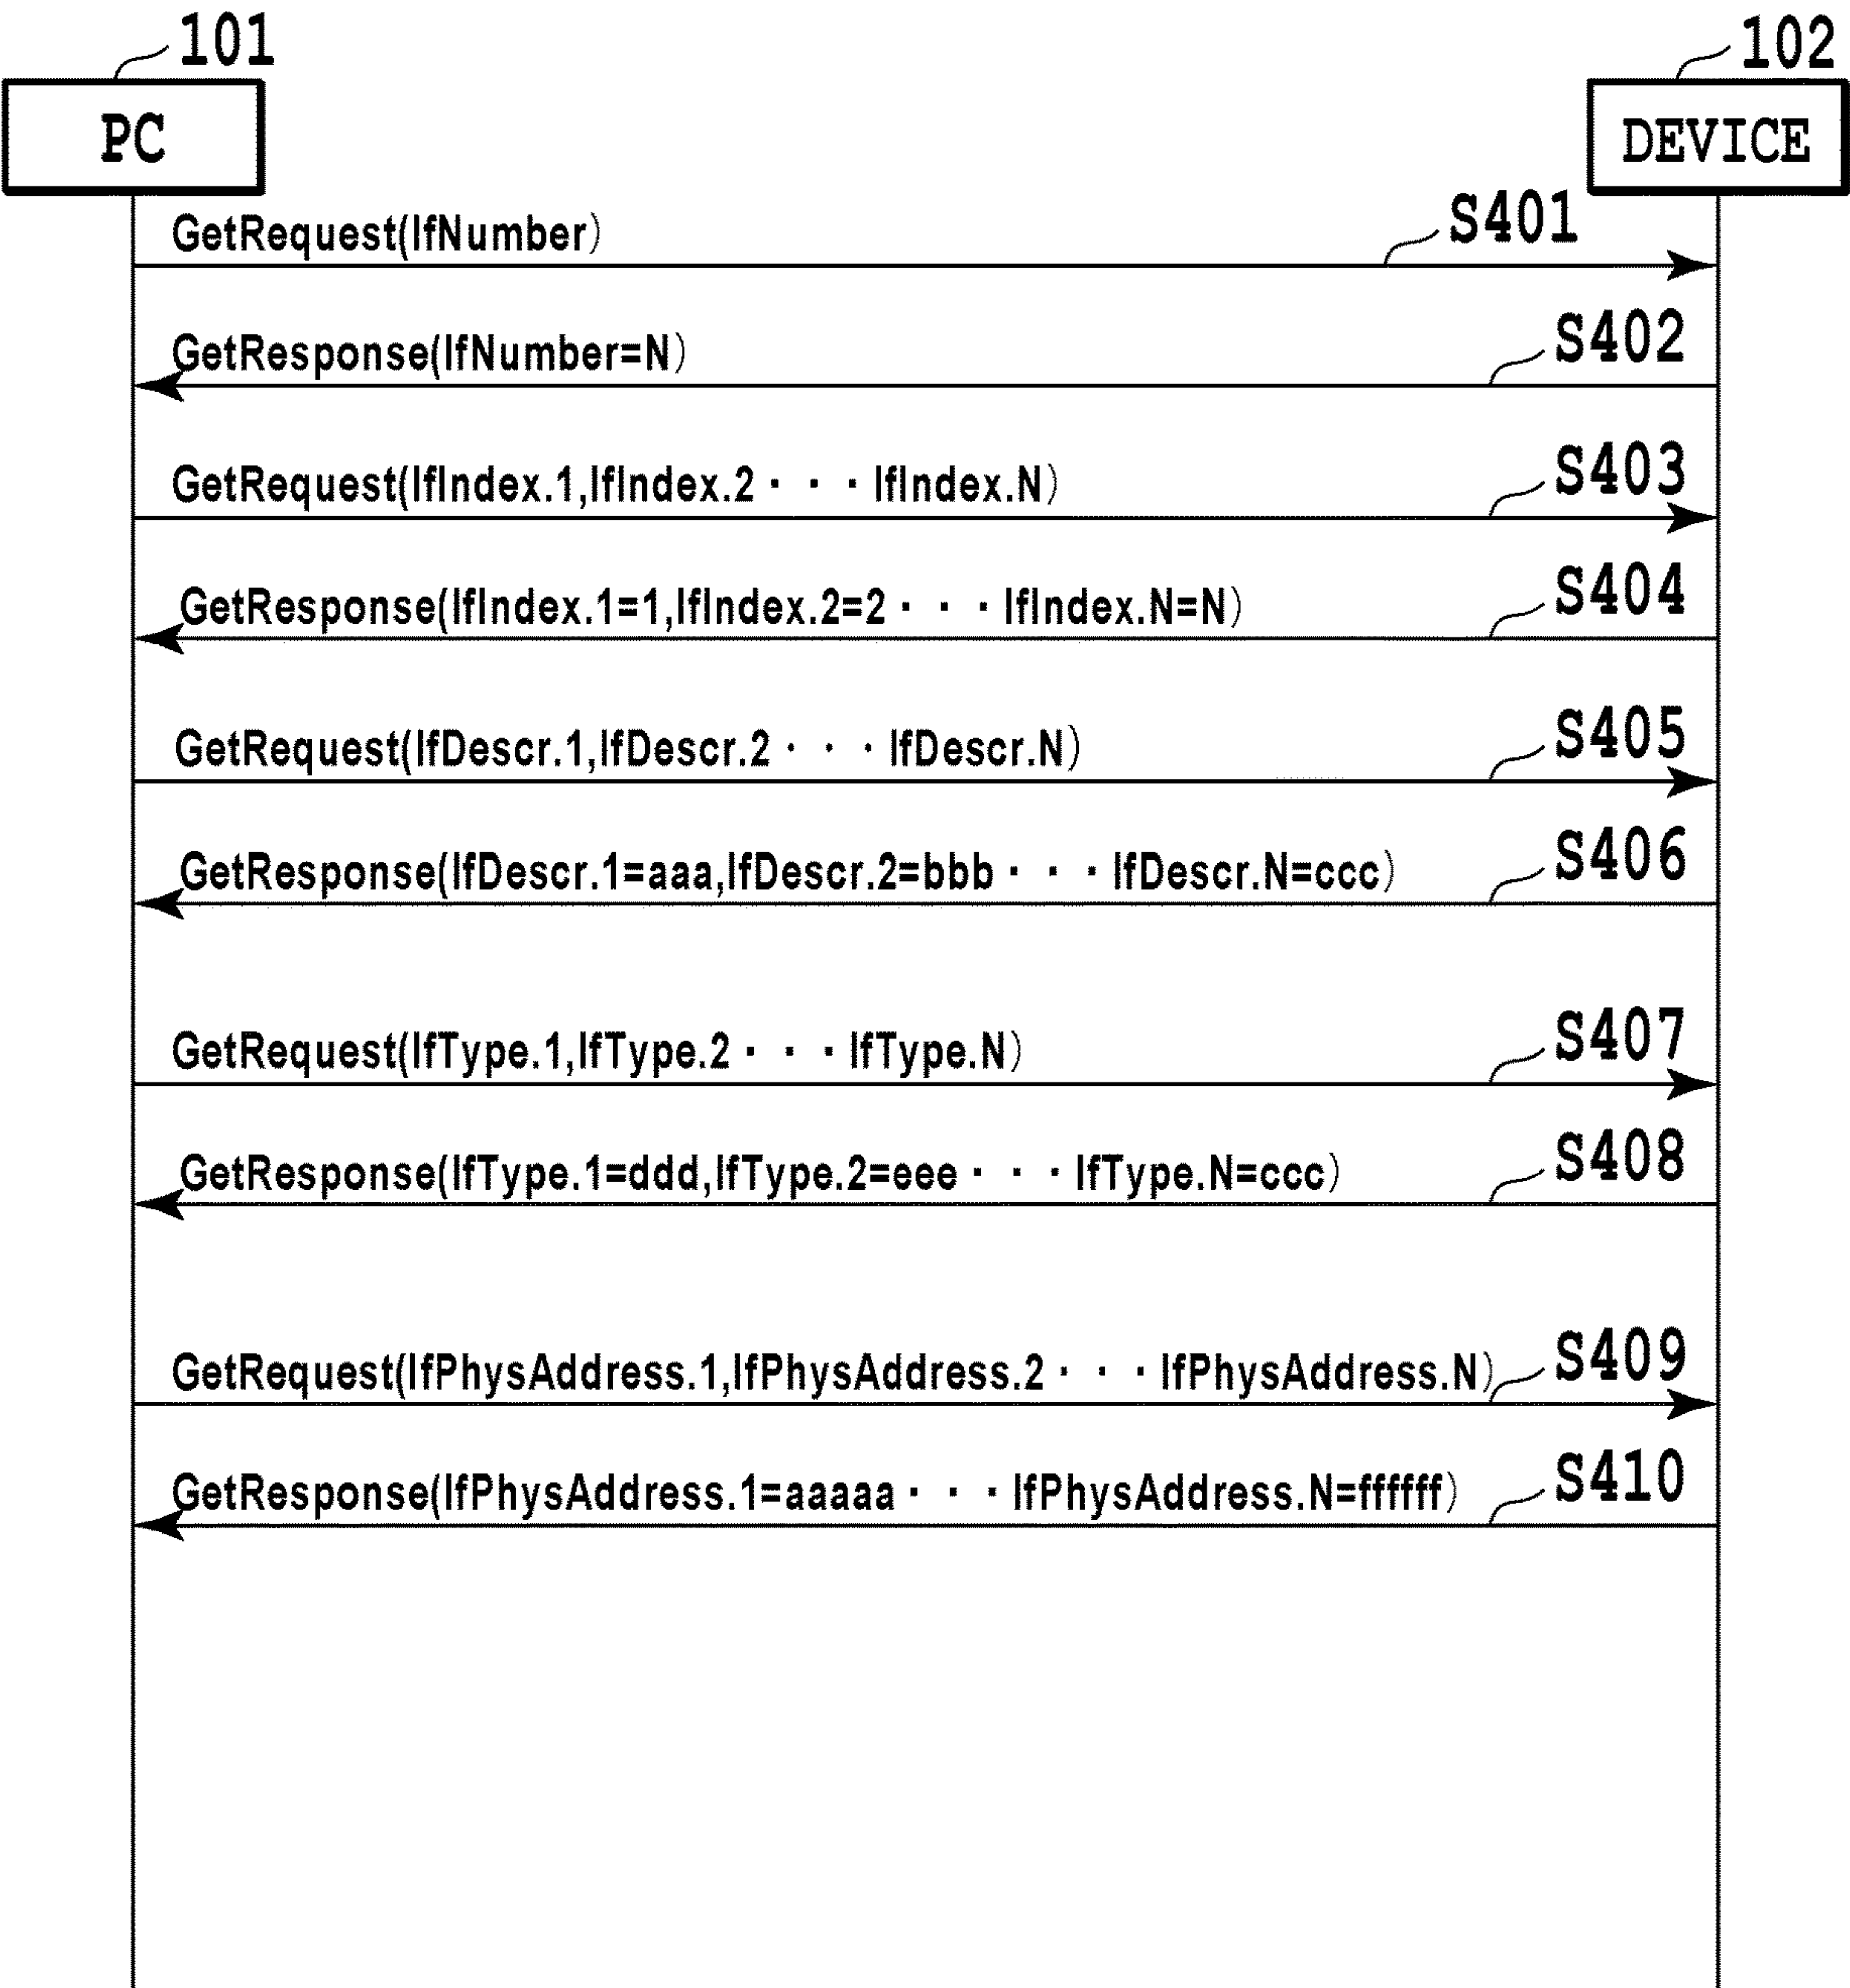 101
102
PC
DEVICE
GetRequest(IfNumber)
S401
GetResponse(IfNumber=N)
S402
GetRequest(IfIndex.1,IfIndex.2・・・IfIndex.N)
S403
GetResponse(IfIndex.1=1,IfIndex.2=2・・・IfIndex.N=N)
S404
GetRequest(IfDescr.1,IfDescr.2・・・IfDescr.N)
S405
GetResponse(IfDescr.1=aaa,IfDescr.2=bbb・・・IfDescr.N=ccc)
S406
GetRequest(IfType.1,IfType.2・・・IfType.N)
S407
GetResponse(IfType.1=ddd,IfType.2=eee・・・IfType.N=ccc)
S408
GetRequest(IfPhysAddress.1,IfPhysAddress.2・・・IfPhysAddress.N)
S409
GetResponse(IfPhysAddress.1=aaaaa・・・IfPhysAddress.N=ffffff)
S410